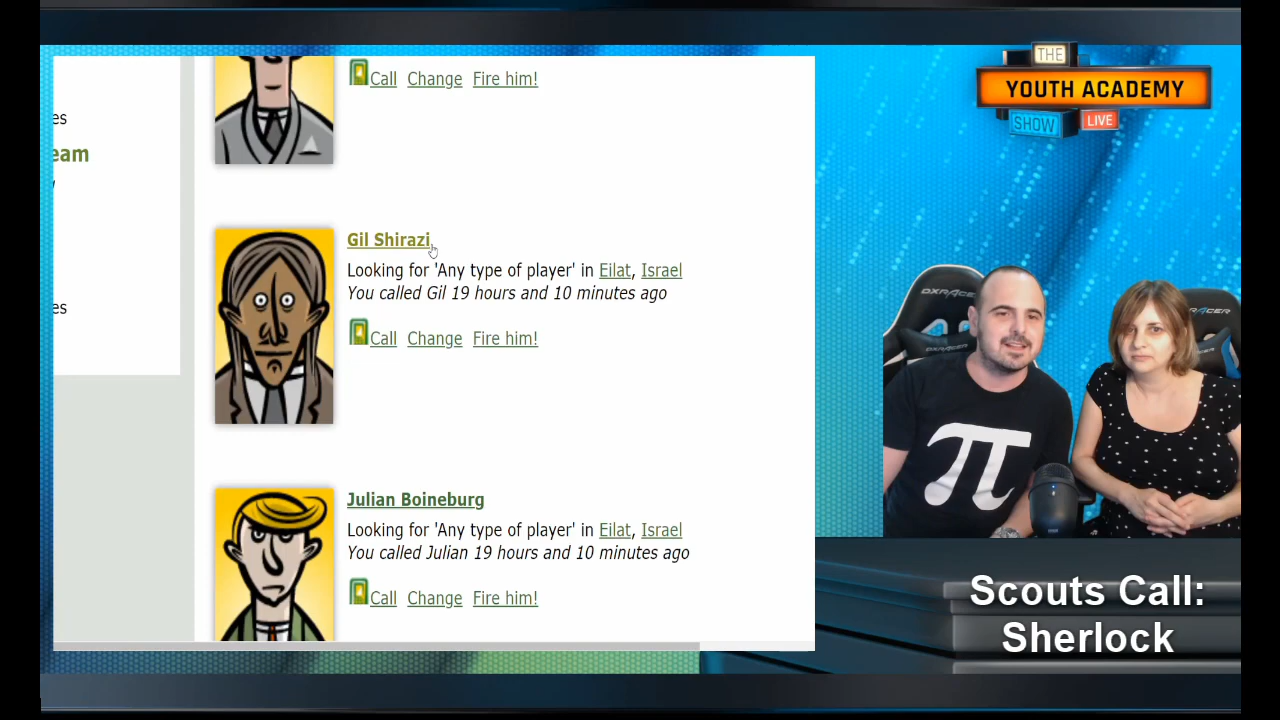 THE
YOUTH ACADEMY
SHOW LIVE
Call Change Fire him!
es
eam
Gil Shirazi
Looking for 'Any type of player' in Eilat, Israel
You called Gil 19 hours and 10 minutes ago
Call Change Fire him!
es
Julian Boineburg
Looking for 'Any type of player' in Eilat, Israel
You called Julian 19 hours and 10 minutes ago
Call Change Fire him!
DXRACER
DXRACER
RACER
π
Scouts Call:
Sherlock